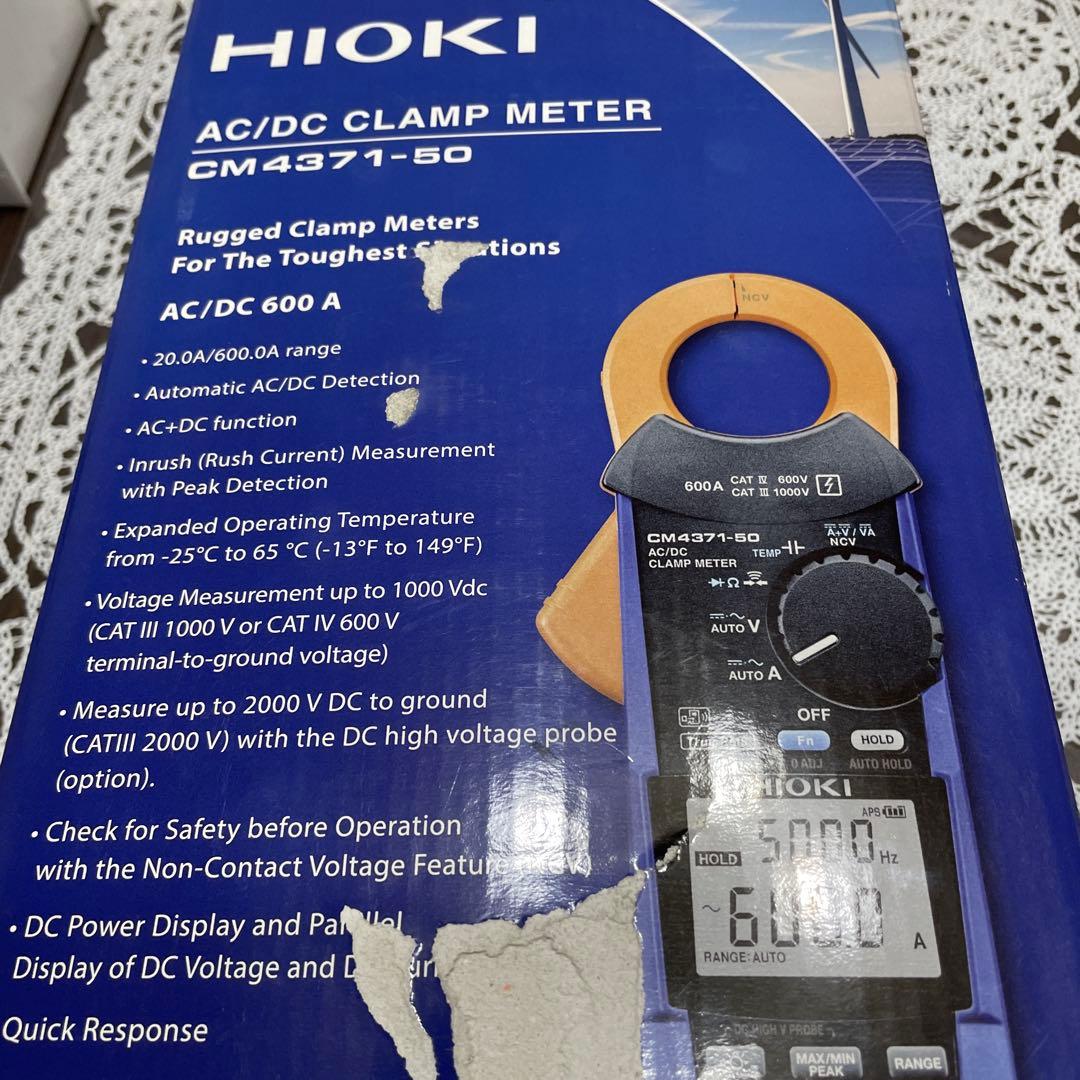 HIOKI
AC/DC CLAMP METER
CM4371-50
Rugged Clamp Meters
For The Toughest
AC/DC 600 A
• 20.0A/600.0A range
• Automatic AC/DC Detection
• AC+DC function
• Inrush (Rush Current) Measurement
with Peak Detection
• Expanded Operating Temperature
from -25°C to 65 °C (-13°F to 149°F)
• Voltage Measurement up to 1000 Vdc
(CAT III 1000 V or CAT IV 600 V
terminal-to-ground voltage)
• Measure up to 2000 V DC to ground
(CATIII 2000 V) with the DC high voltage probe
(option).
• Check for Safety before Operation
with the Non-Contact Voltage Feature
• DC Power Display and
Display of DC Voltage and
Quick Response
NCV
600A CAT IV 600V
CAT III 1000V
CM4371-50
AC/DC
CLAMP METER
TEMP
A+V / VA
NCV
Ω
AUTO V
AUTO A
OFF
Fn
HOLD
0 ADJ
AUTO HOLD
HIOKI
APS
HOLD
5000 Hz
~ 600.0 A
RANGE: AUTO
DC HIGH V PROBE
MAX/MIN
PEAK
RANGE